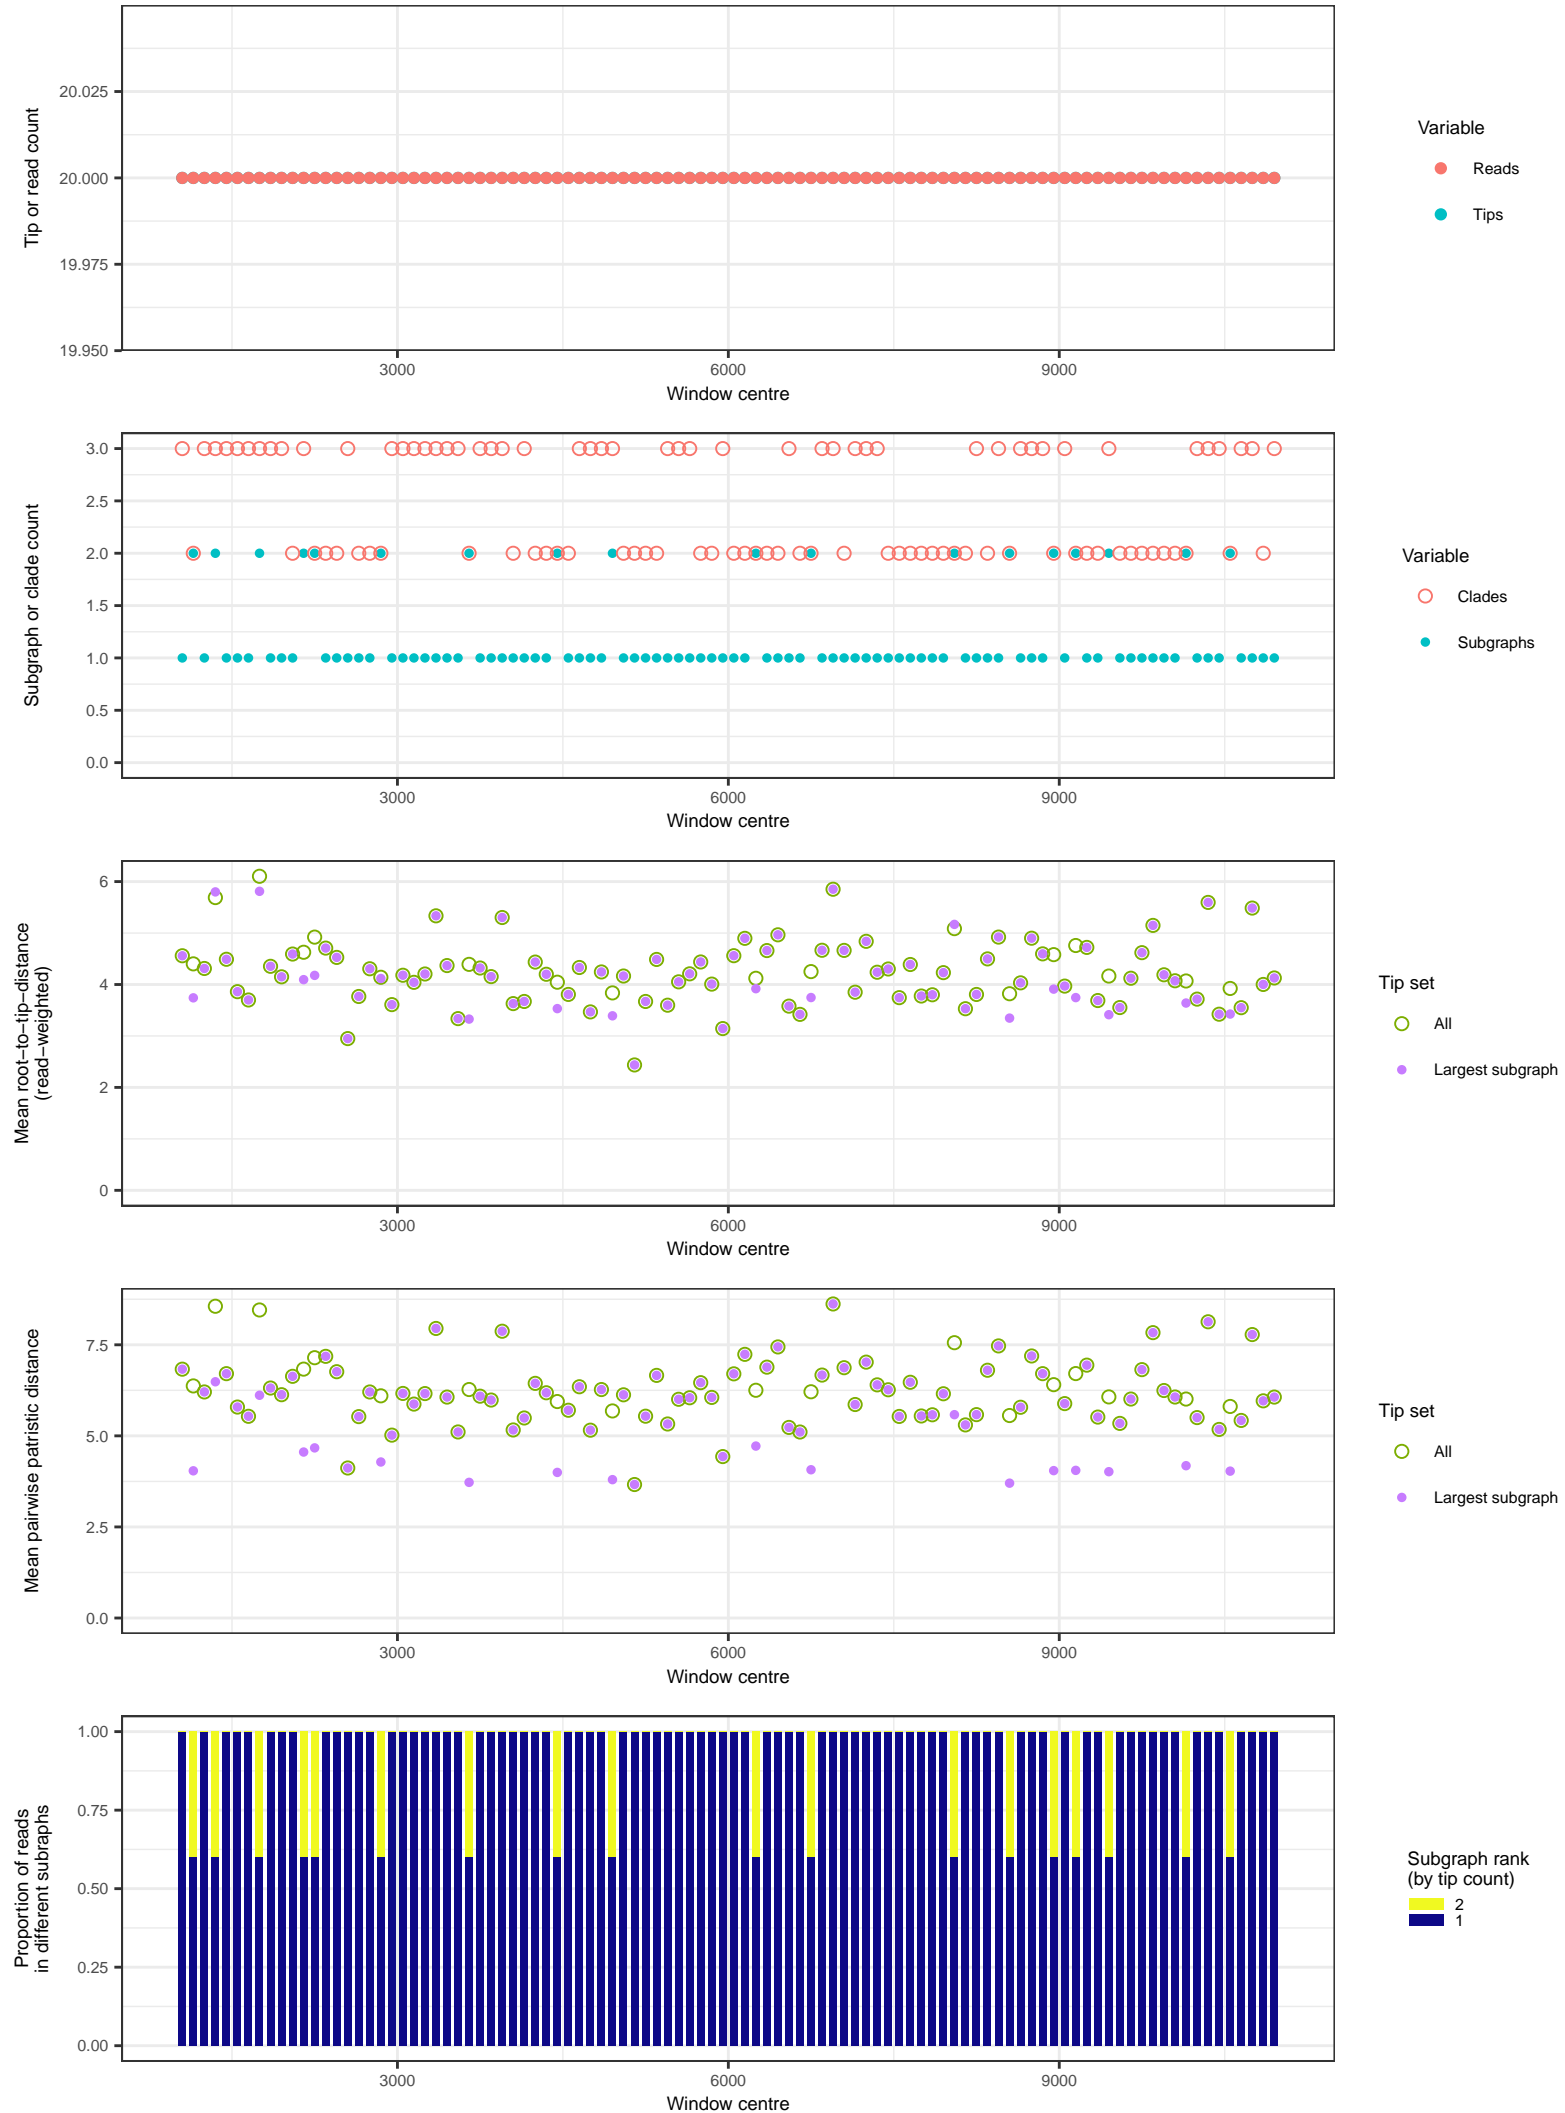 Tip or read count
20.025
20.000
19.975
19.950
3000
6000
9000
Window centre
Variable
Reads
Tips
Subgraph or clade count
3.0
2.5
2.0
1.5
1.0
0.5
0.0
3000
6000
9000
Window centre
Variable
Clades
Subgraphs
Mean root−to−tip−distance
(read−weighted)
6
4
2
0
3000
6000
9000
Window centre
Tip set
All
Largest subgraph
Mean pairwise patristic distance
7.5
5.0
2.5
0.0
3000
6000
9000
Window centre
Tip set
All
Largest subgraph
Proportion of reads
in different subraphs
1.00
0.75
0.50
0.25
0.00
3000
6000
9000
Window centre
Subgraph rank
(by tip count)
2
1